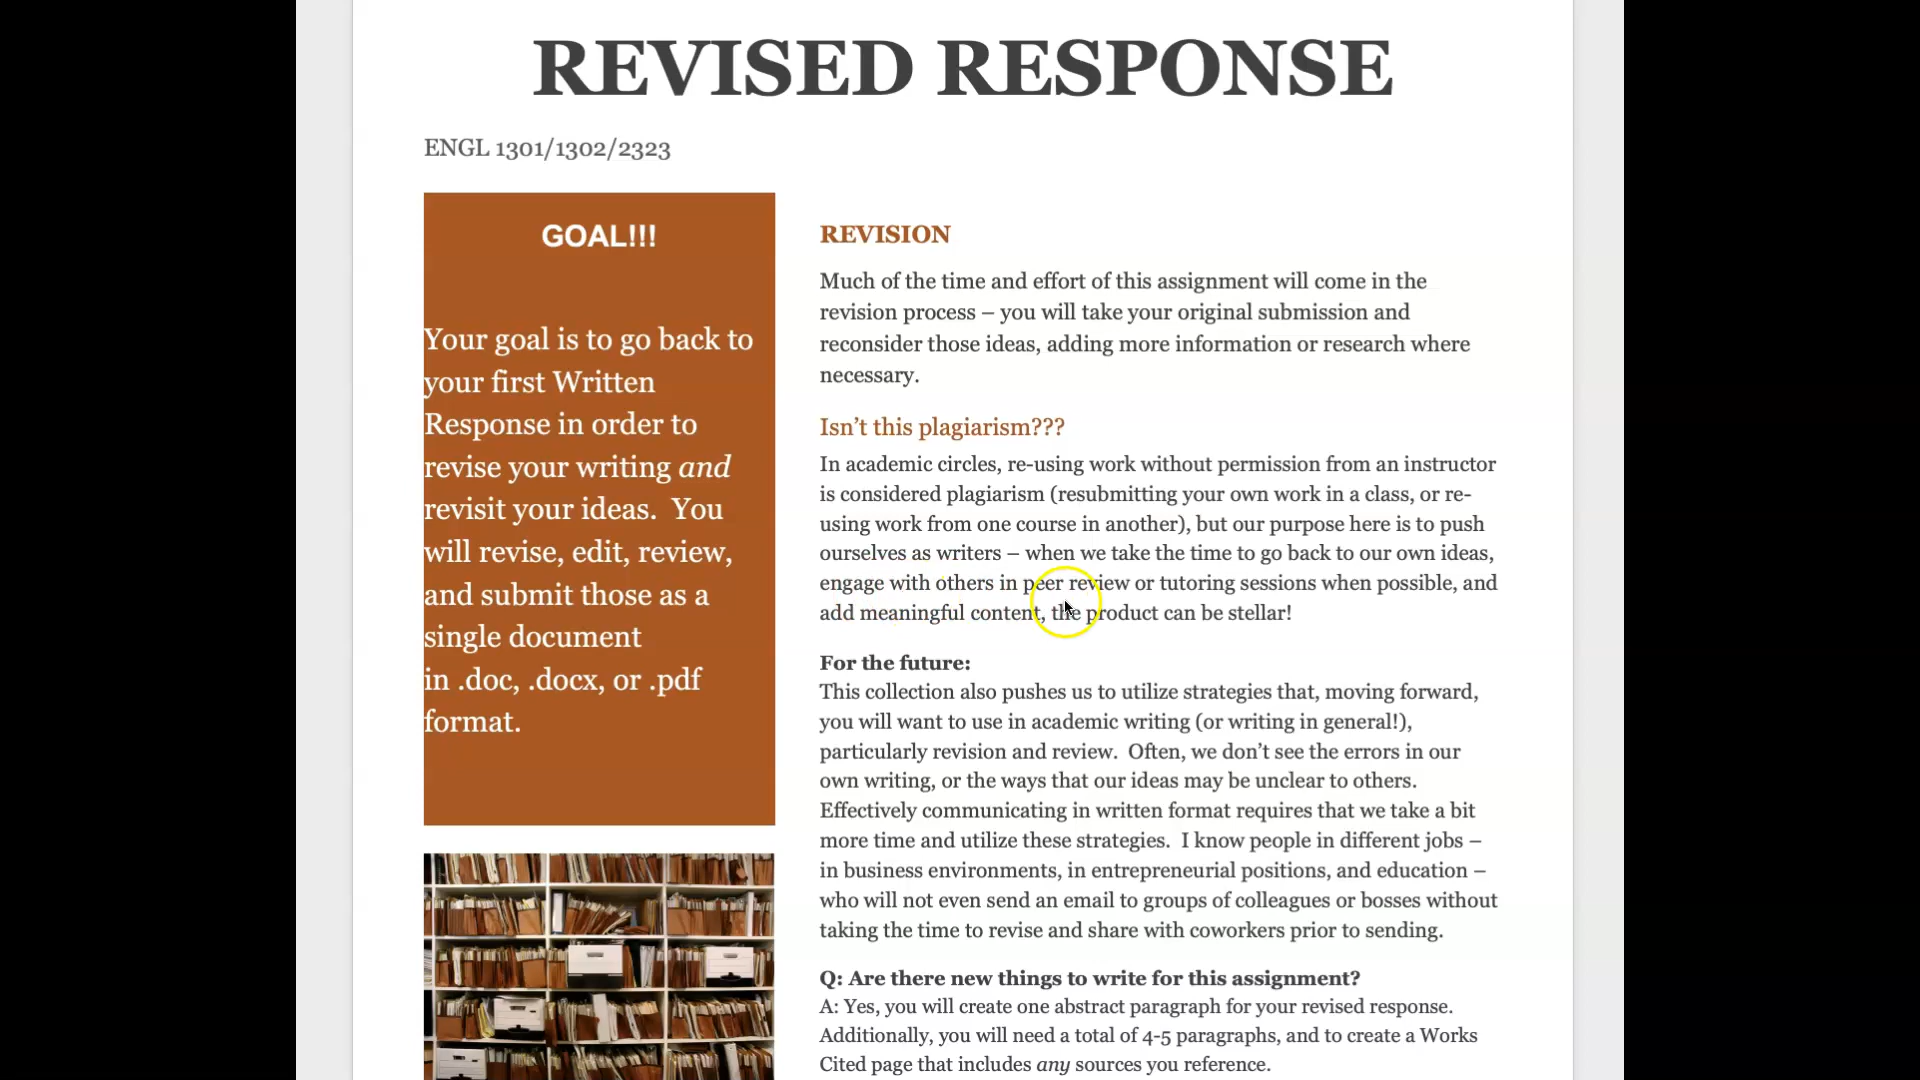 REVISED RESPONSE
ENGL 1301/1302/2323
GOAL!!!
Your goal is to go back to
your first Written
Response in order to
revise your writing and
revisit your ideas.  You
will revise, edit, review,
and submit those as a
single document
in .doc, .docx, or .pdf
format.
REVISION
Much of the time and effort of this assignment will come in the
revision process – you will take your original submission and
reconsider those ideas, adding more information or research where
necessary.
Isn’t this plagiarism???
In academic circles, re-using work without permission from an instructor
is considered plagiarism (resubmitting your own work in a class, or re-
using work from one course in another), but our purpose here is to push
ourselves as writers – when we take the time to go back to our own ideas,
engage with others in peer review or tutoring sessions when possible, and
add meaningful content, the product can be stellar!
For the future:
This collection also pushes us to utilize strategies that, moving forward,
you will want to use in academic writing (or writing in general!),
particularly revision and review.  Often, we don’t see the errors in our
own writing, or the ways that our ideas may be unclear to others.
Effectively communicating in written format requires that we take a bit
more time and utilize these strategies.  I know people in different jobs –
in business environments, in entrepreneurial positions, and education –
who will not even send an email to groups of colleagues or bosses without
taking the time to revise and share with coworkers prior to sending.
Q: Are there new things to write for this assignment?
A: Yes, you will create one abstract paragraph for your revised response.
Additionally, you will need a total of 4-5 paragraphs, and to create a Works
Cited page that includes any sources you reference.